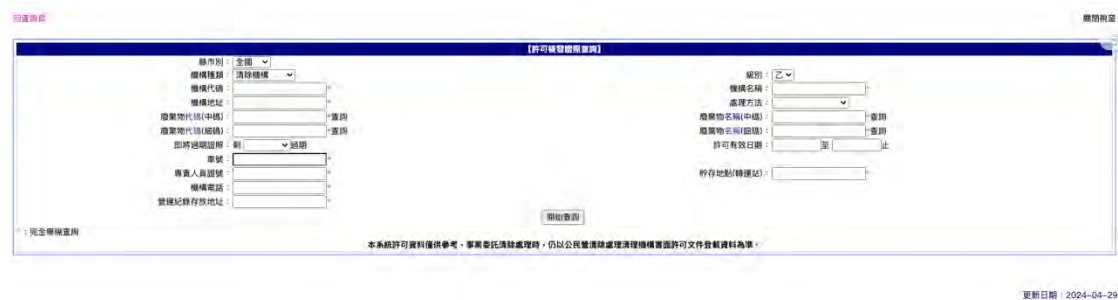 回查詢頁
關閉視窗
【許可核發證照查詢】
縣市別：全國
機構種類：清除機構
級別：乙
機構代碼：*
機構名稱：*
機構地址：*
處理方法：
廢棄物代碼(中碼)：*查詢
廢棄物名稱(中碼)：*查詢
廢棄物代碼(細碼)：*查詢
廢棄物名稱(細碼)：*查詢
即將過期證照：剩 過期
許可有效日期：至 止
車號：*
專責人員證號：*
貯存地點(轉運站)：*
機構電話：*
營運紀錄存放地址：*
開始查詢
*：完全模糊查詢
本系統許可資料僅供參考，事業委託清除處理時，仍以公民營清除處理清理機構書面許可文件登載資料為準。
更新日期：2024-04-29